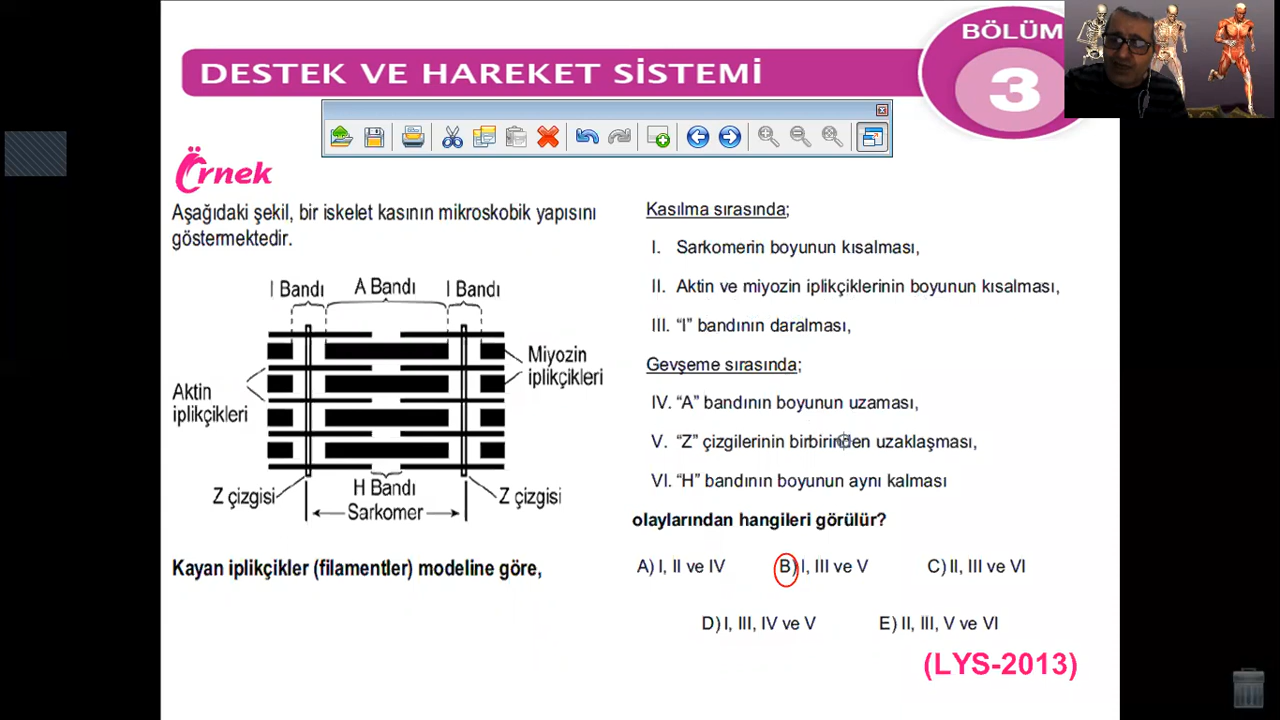 BÖLÜM
3
DESTEK VE HAREKET SİSTEMİ
Örnek
Aşağıdaki şekil, bir iskelet kasının mikroskobik yapısını
göstermektedir.
I Bandı
A Bandı
I Bandı
Miyozin
iplikçikleri
Aktin
iplikçikleri
Z çizgisi
H Bandı
Z çizgisi
Sarkomer
Kayan iplikçikler (filamentler) modeline göre,
Kasılma sırasında;
I. Sarkomerin boyunun kısalması,
II. Aktin ve miyozin iplikçiklerinin boyunun kısalması,
III. “I” bandının daralması,
Gevşeme sırasında;
IV. “A” bandının boyunun uzaması,
V. “Z” çizgilerinin birbirinden uzaklaşması,
VI. “H” bandının boyunun aynı kalması
olaylarından hangileri görülür?
A) I, II ve IV B) I, III ve V C) II, III ve VI
D) I, III, IV ve V E) II, III, V ve VI
(LYS-2013)